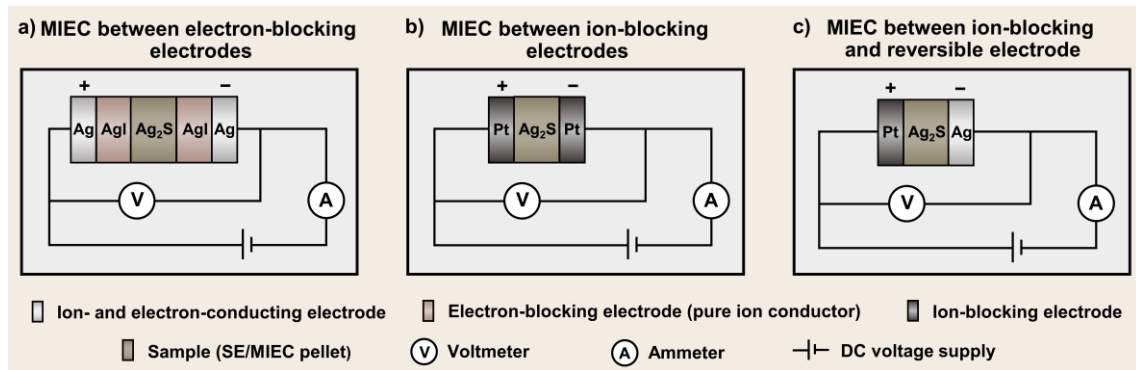 a) MIEC between electron-blocking
electrodes
b) MIEC between ion-blocking
electrodes
c) MIEC between ion-blocking
and reversible electrode
+ −
Ag AgI Ag₂S AgI Ag
V
A
+ −
Pt Ag₂S Pt
V
A
+ −
Pt Ag₂S Ag
V
A
Ion- and electron-conducting electrode
Electron-blocking electrode (pure ion conductor)
Ion-blocking electrode
Sample (SE/MIEC pellet)
V Voltmeter
A Ammeter
DC voltage supply